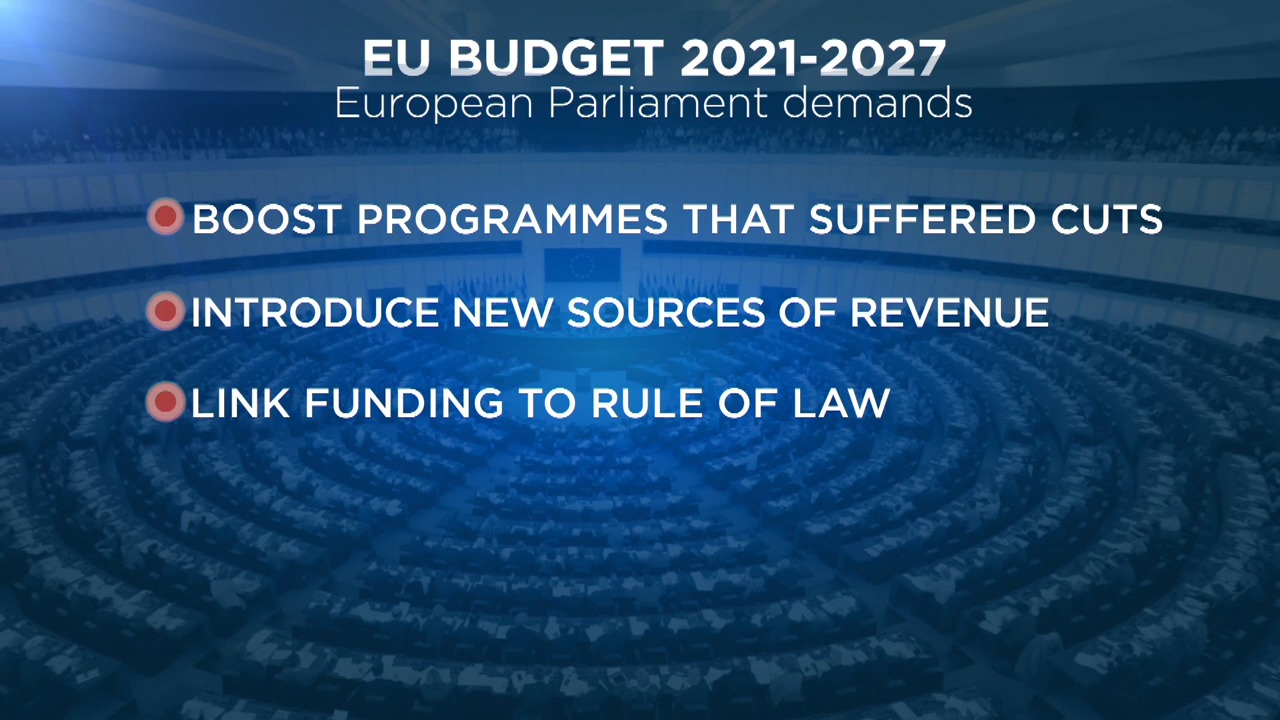 EU BUDGET 2021-2027
European Parliament demands
BOOST PROGRAMMES THAT SUFFERED CUTS
INTRODUCE NEW SOURCES OF REVENUE
LINK FUNDING TO RULE OF LAW